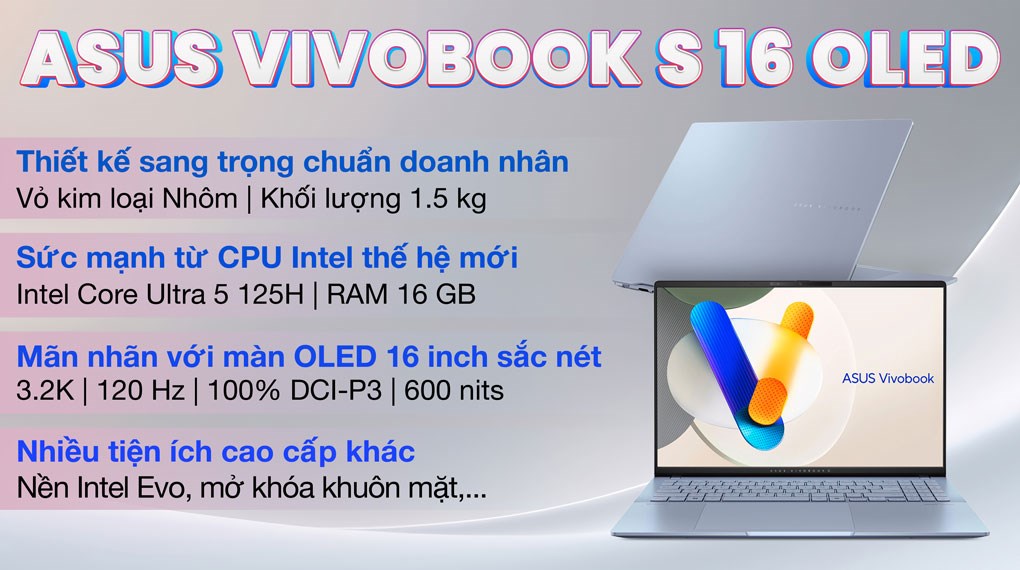 ASUS VIVOBOOK S 16 OLED
Thiết kế sang trọng chuẩn doanh nhân
Vỏ kim loại Nhôm | Khối lượng 1.5 kg
Sức mạnh từ CPU Intel thế hệ mới
Intel Core Ultra 5 125H | RAM 16 GB
Mãn nhãn với màn OLED 16 inch sắc nét
3.2K | 120 Hz | 100% DCI-P3 | 600 nits
Nhiều tiện ích cao cấp khác
Nền Intel Evo, mở khóa khuôn mặt,...
ASUS Vivobook